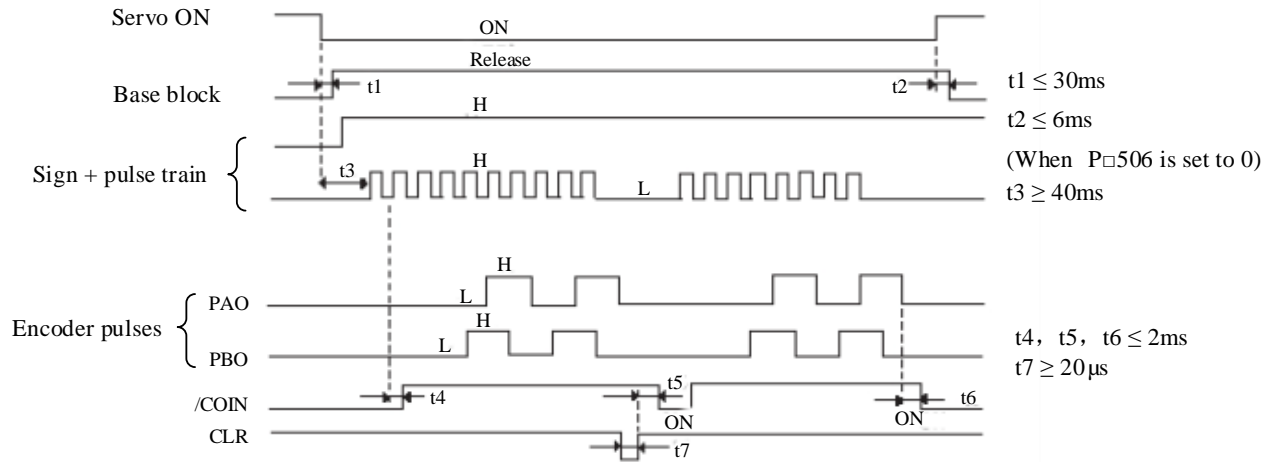 Servo ON
ON
Release
Base block
t1
t2
t1 ≤ 30ms
H
t2 ≤ 6ms
(When P□506 is set to 0)
Sign + pulse train
t3
H
L
t3 ≥ 40ms
H
PAO
L
Encoder pulses
H
PBO
L
t4，t5，t6 ≤ 2ms
t7 ≥ 20μs
/COIN
t4
t5
ON
ON
t6
CLR
t7